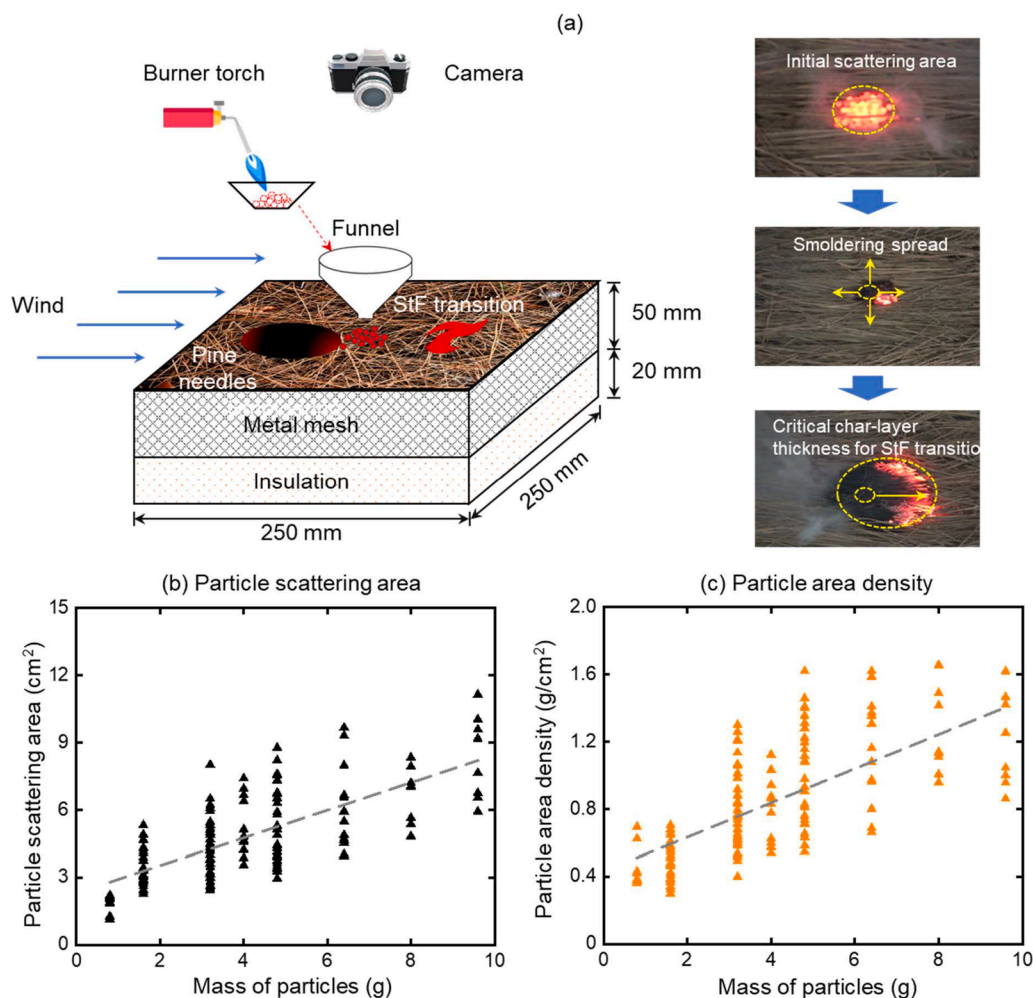 (a)
Burner torch
Camera
Funnel
Wind
StF transition
Pine
needles
Metal mesh
Insulation
50 mm
20 mm
250 mm
250 mm
Initial scattering area
Smoldering spread
Critical char-layer
thickness for StF transitio
(b) Particle scattering area
Particle scattering area (cm²)
15
12
9
6
3
0
0 2 4 6 8 10
Mass of particles (g)
(c) Particle area density
Particle area density (g/cm²)
2.0
1.6
1.2
0.8
0.4
0
0 2 4 6 8 10
Mass of particles (g)